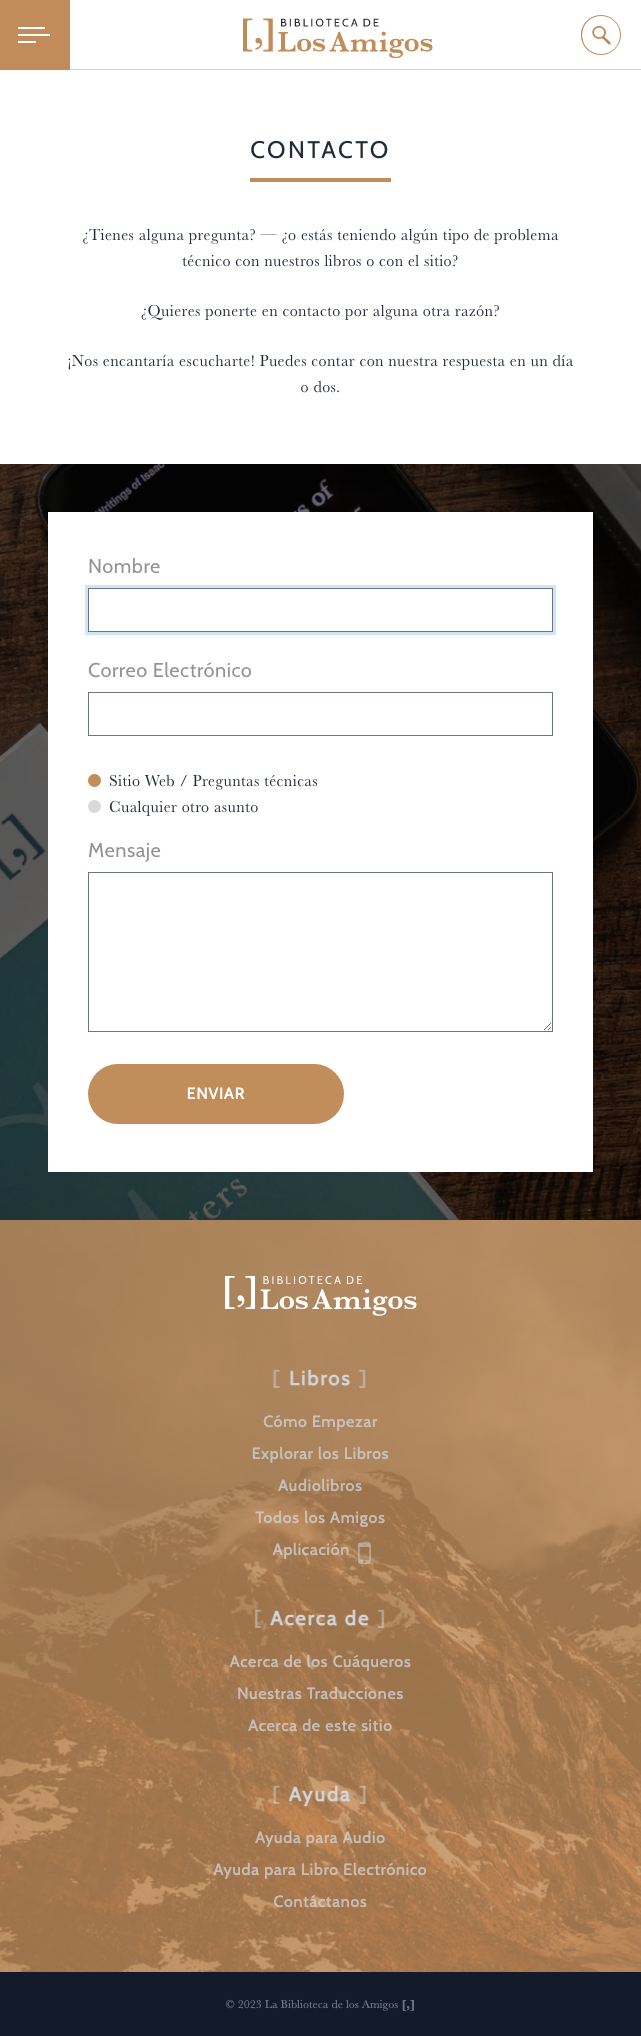 [,] BIBLIOTECA DE
Los Amigos
CONTACTO
¿Tienes alguna pregunta? — ¿o estás teniendo algún tipo de problema
técnico con nuestros libros o con el sitio?
¿Quieres ponerte en contacto por alguna otra razón?
¡Nos encantaría escucharte! Puedes contar con nuestra respuesta en un día
o dos.
Writings of Isaac
of
Nombre
Correo Electrónico
Sitio Web / Preguntas técnicas
Cualquier otro asunto
[,]
Mensaje
ENVIAR
[,] BIBLIOTECA DE
Los Amigos
[ Libros ]
Cómo Empezar
Explorar los Libros
Audiolibros
Todos los Amigos
Aplicación
[ Acerca de ]
Acerca de los Cuáqueros
Nuestras Traducciones
Acerca de este sitio
[ Ayuda ]
Ayuda para Audio
Ayuda para Libro Electrónico
Contáctanos
© 2023 La Biblioteca de los Amigos [,]